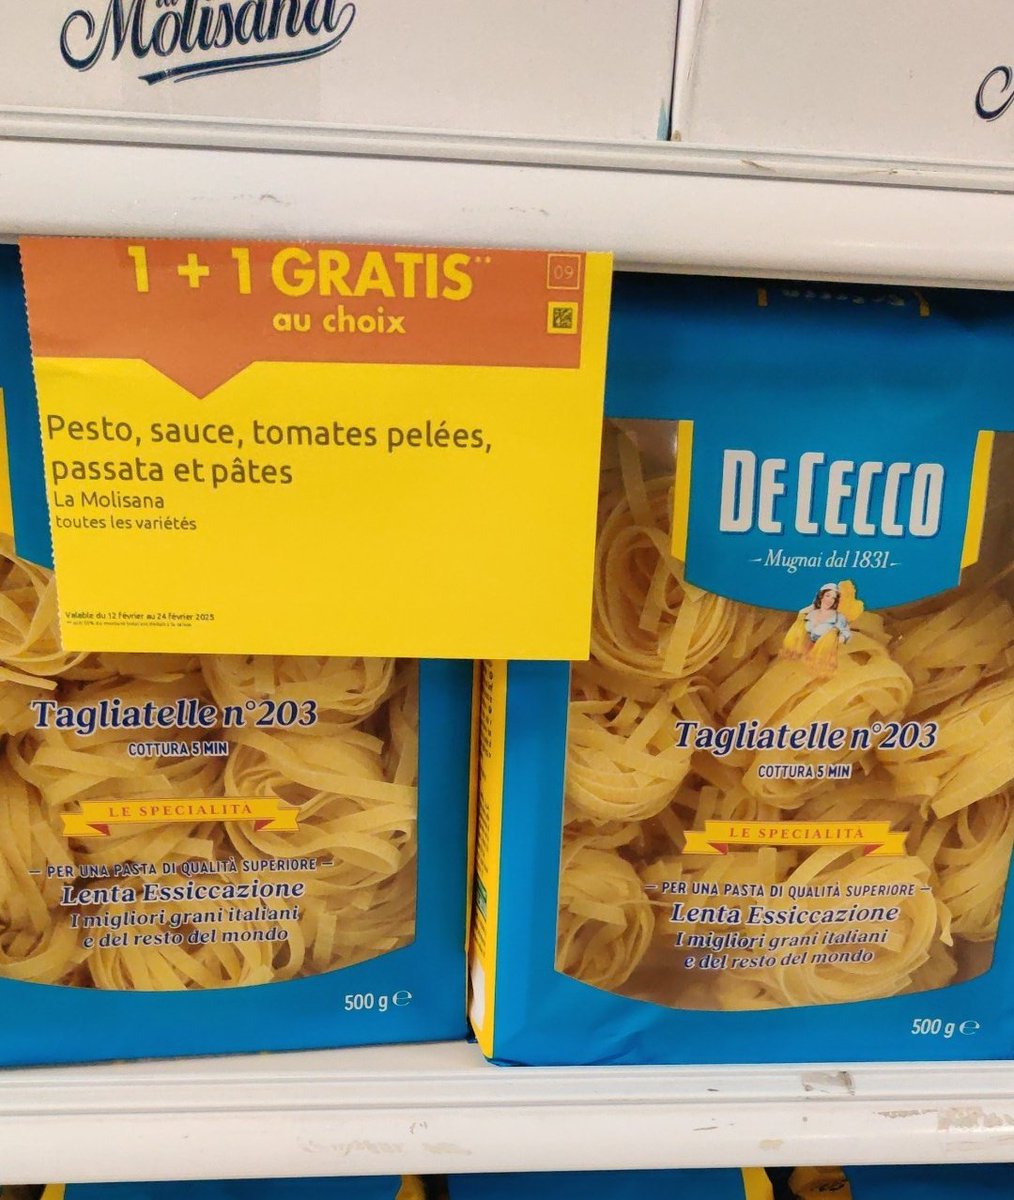 Molisana
1 + 1 GRATIS**
au choix
09
Pesto, sauce, tomates pelées,
passata et pâtes
La Molisana
toutes les variétés
Valable du 12 février au 24 février 2025
Tagliatelle n°203
COTTURA 5 MIN
LE SPECIALITÀ
PER UNA PASTA DI QUALITÀ SUPERIORE
Lenta Essiccazione
I migliori grani italiani
e del resto del mondo
500 g ℮
DE CECCO
Mugnai dal 1831
Tagliatelle n°203
COTTURA 5 MIN
LE SPECIALITÀ
PER UNA PASTA DI QUALITÀ SUPERIORE
Lenta Essiccazione
I migliori grani italiani
e del resto del mondo
500 g ℮